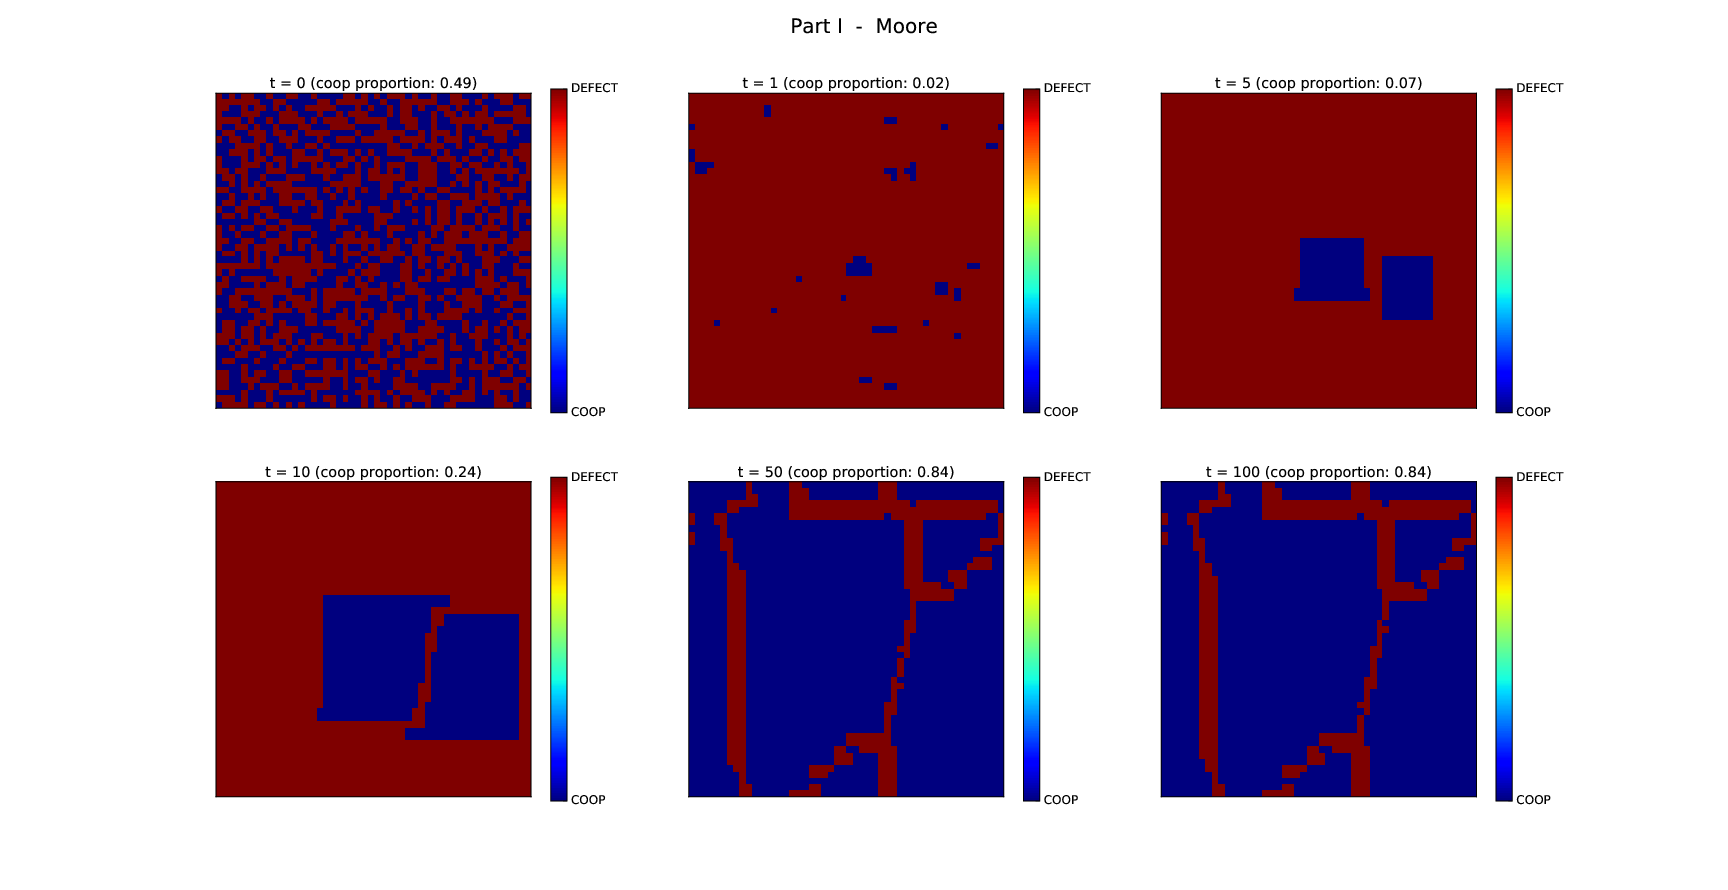 Part I - Moore
t = 0 (coop proportion: 0.49)
DEFECT
COOP
t = 1 (coop proportion: 0.02)
DEFECT
COOP
t = 5 (coop proportion: 0.07)
DEFECT
COOP
t = 10 (coop proportion: 0.24)
DEFECT
COOP
t = 50 (coop proportion: 0.84)
DEFECT
COOP
t = 100 (coop proportion: 0.84)
DEFECT
COOP